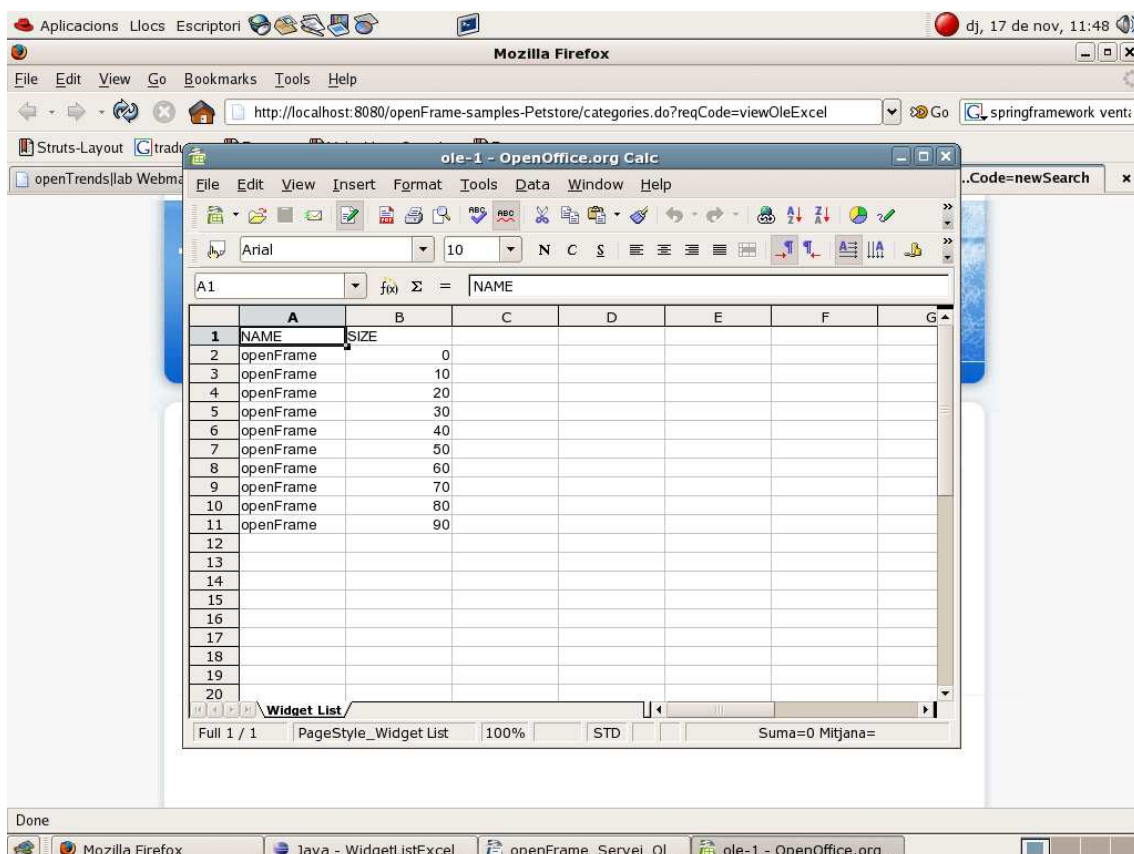 Aplicacions Llocs Escriptori dj, 17 de nov, 11:48
Mozilla Firefox
File Edit View Go Bookmarks Tools Help
http://localhost:8080/openFrame-samples-Petstore/categories.do?reqCode=viewOleExcel Go springframework
Struts-Layout
openTrends|lab ..Code=newSearch
ole-1 - OpenOffice.org Calc
File Edit View Insert Format Tools Data Window Help
Arial 10 N C S
A1 f(x) Σ = NAME
A B C D E F G
1 NAME SIZE
2 openFrame 0
3 openFrame 10
4 openFrame 20
5 openFrame 30
6 openFrame 40
7 openFrame 50
8 openFrame 60
9 openFrame 70
10 openFrame 80
11 openFrame 90
12
13
14
15
16
17
18
19
20
Widget List
Full 1 / 1 PageStyle_Widget List 100% STD Suma=0 Mitjana=
Done
Mozilla Firefox Java - WidgetListExcel openFrame_Servei_OL ole-1 - OpenOffice.org